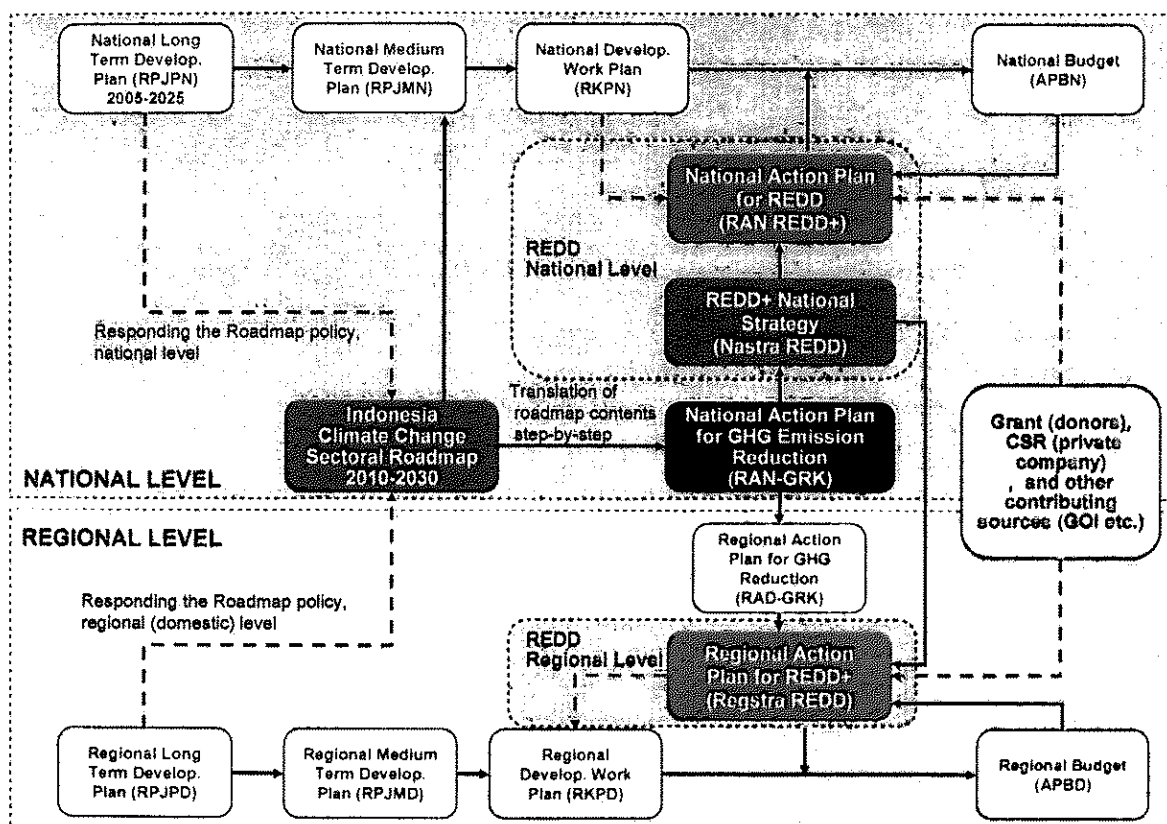 National Long
Term Develop.
Plan (RPJPN)
2005-2025
National Medium
Term Develop.
Plan (RPJMN)
National Develop.
Work Plan
(RKPN)
National Budget
(APBN)
National Action Plan
for REDD
(RAN REDD+)
REDD
National Level
REDD+ National
Strategy
(Nastra REDD)
Responding the Roadmap policy,
national level
Indonesia
Climate Change
Sectoral Roadmap
2010-2030
Translation of
roadmap contents
step-by-step
National Action Plan
for GHG Emission
Reduction
(RAN-GRK)
Grant (donors),
CSR (private
company)
, and other
contributing
sources (GOI etc.)
NATIONAL LEVEL
REGIONAL LEVEL
Regional Action
Plan for GHG
Reduction
(RAD-GRK)
Responding the Roadmap policy,
regional (domestic) level
REDD
Regional Level
Regional Action
Plan for REDD+
(Regstra REDD)
Regional Long
Term Develop.
Plan (RPJPD)
Regional Medium
Term Develop.
Plan (RPJMD)
Regional
Develop. Work
Plan (RKPD)
Regional Budget
(APBD)